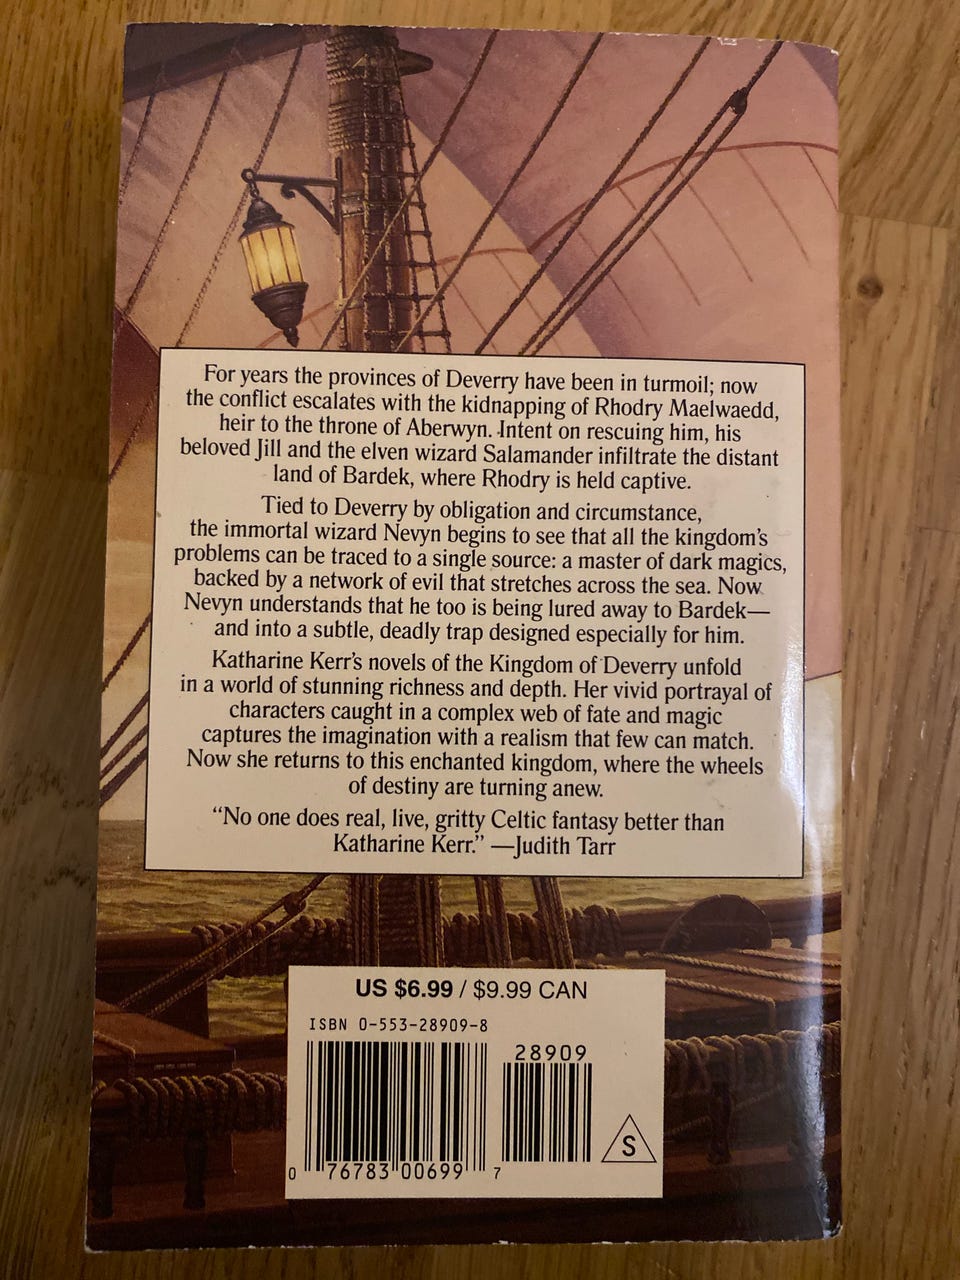 For years the provinces of Deverry have been in turmoil; now
the conflict escalates with the kidnapping of Rhodry Maelwaedd,
heir to the throne of Aberwyn. Intent on rescuing him, his
beloved Jill and the elven wizard Salamander infiltrate the distant
land of Bardek, where Rhodry is held captive.
Tied to Deverry by obligation and circumstance,
the immortal wizard Nevyn begins to see that all the kingdom's
problems can be traced to a single source: a master of dark magics,
backed by a network of evil that stretches across the sea. Now
Nevyn understands that he too is being lured away to Bardek—
and into a subtle, deadly trap designed especially for him.
Katharine Kerr's novels of the Kingdom of Deverry unfold
in a world of stunning richness and depth. Her vivid portrayal of
characters caught in a complex web of fate and magic
captures the imagination with a realism that few can match.
Now she returns to this enchanted kingdom, where the wheels
of destiny are turning anew.
"No one does real, live, gritty Celtic fantasy better than
Katharine Kerr." —Judith Tarr
US $6.99 / $9.99 CAN
ISBN 0-553-28909-8
28909
0 76783 00699 7
S